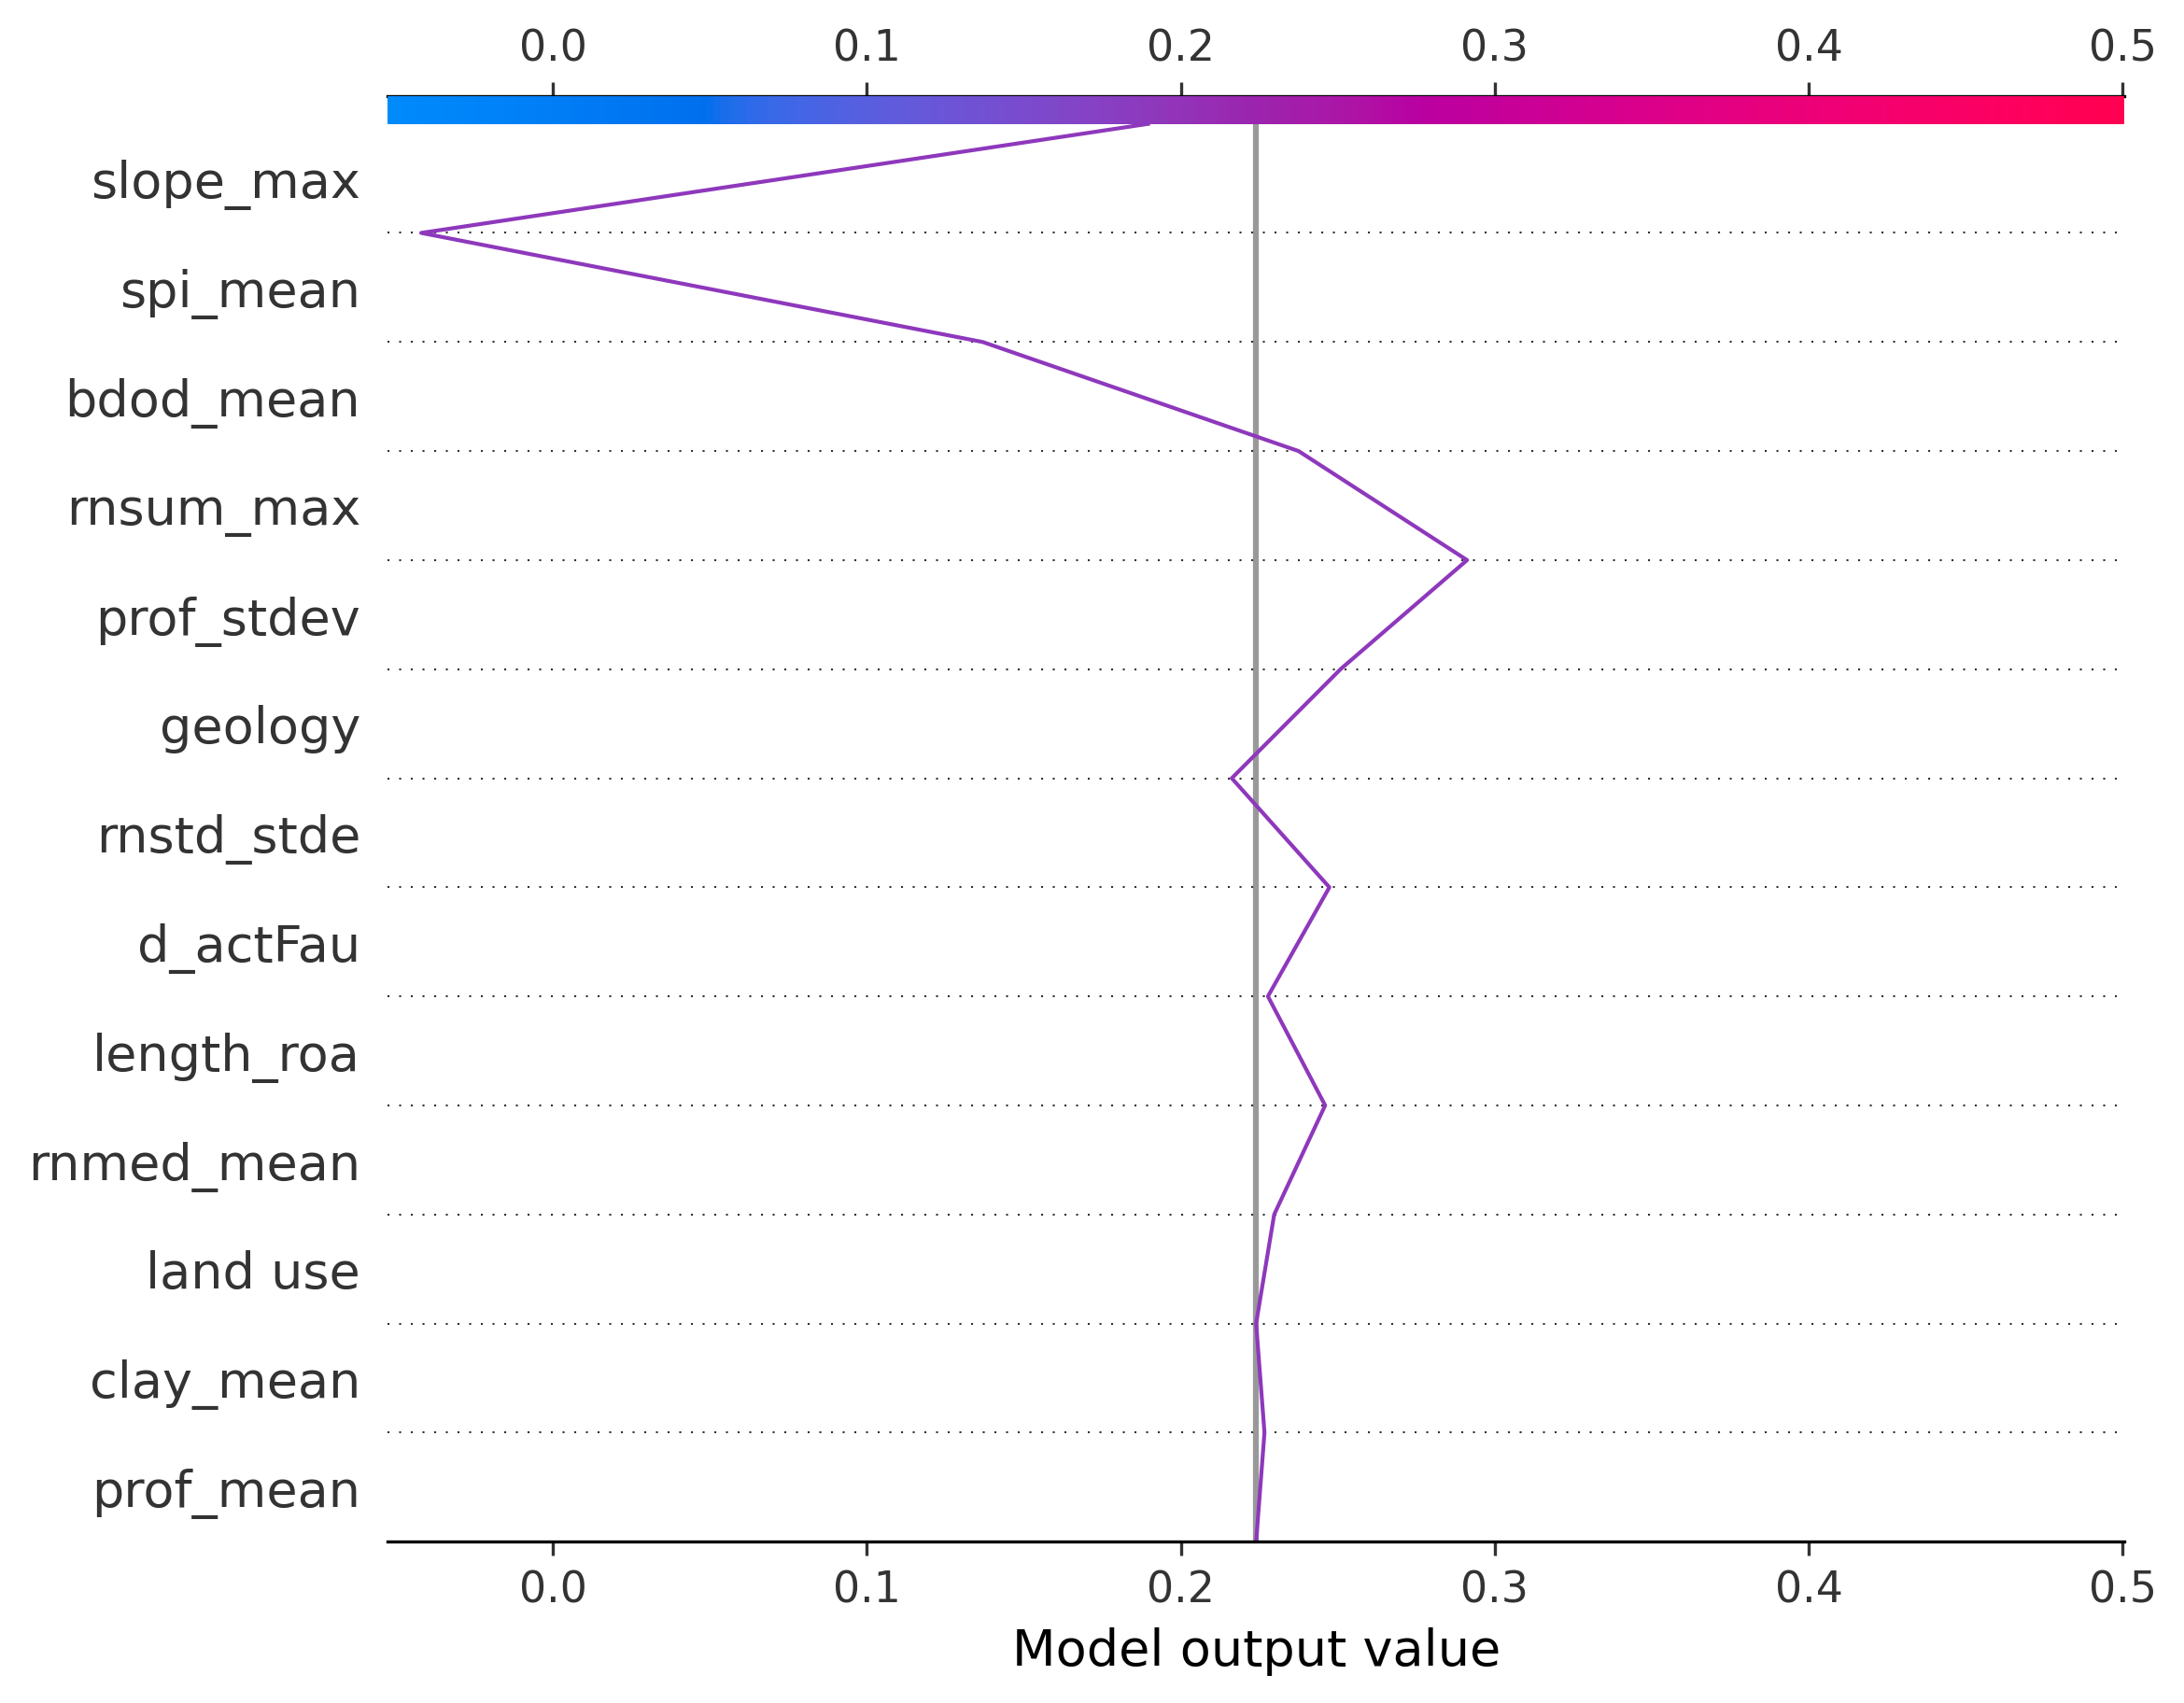 0.0 0.1 0.2 0.3 0.4 0.5
slope_max
spi_mean
bdod_mean
rnsum_max
prof_stdev
geology
rnstd_stde
d_actFau
length_roa
rnmed_mean
land use
clay_mean
prof_mean
0.0 0.1 0.2 0.3 0.4 0.5
Model output value